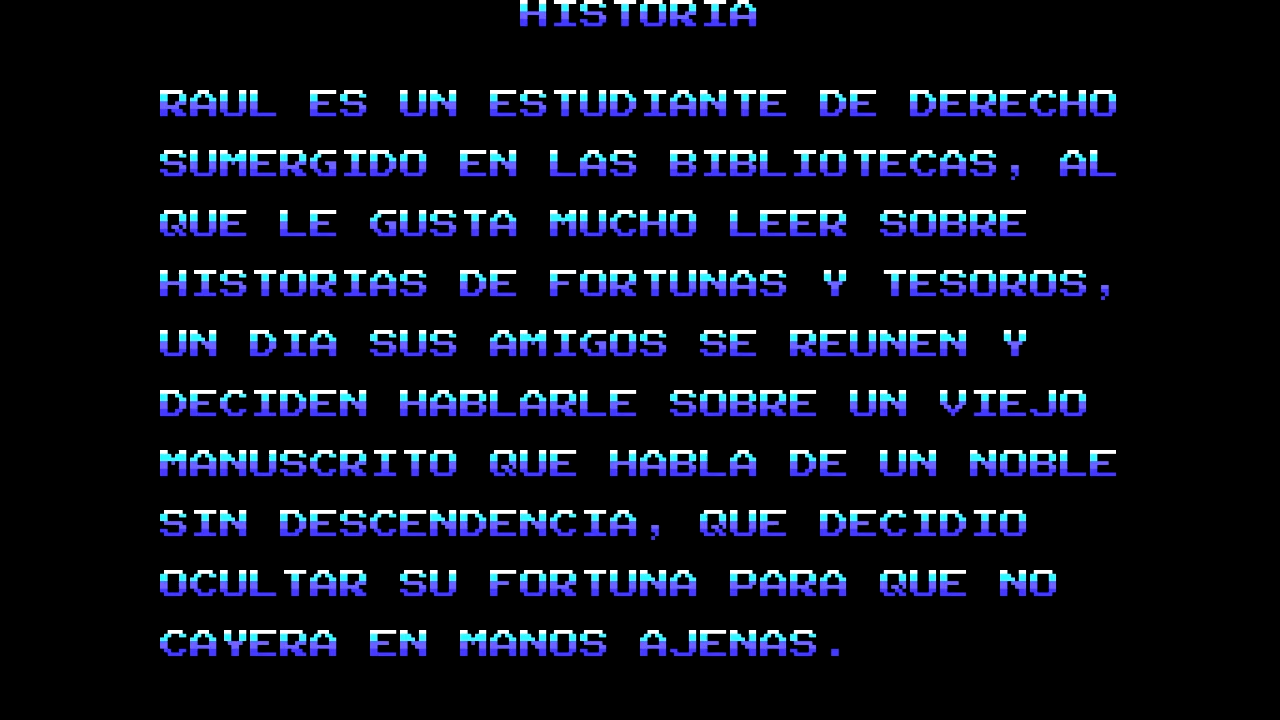 HISTORIA
RAUL ES UN ESTUDIANTE DE DERECHO
SUMERGIDO EN LAS BIBLIOTECAS, AL
QUE LE GUSTA MUCHO LEER SOBRE
HISTORIAS DE FORTUNAS Y TESOROS,
UN DIA SUS AMIGOS SE REUNEN Y
DECIDEN HABLARLE SOBRE UN VIEJO
MANUSCRITO QUE HABLA DE UN NOBLE
SIN DESCENDENCIA, QUE DECIDIO
OCULTAR SU FORTUNA PARA QUE NO
CAYERA EN MANOS AJENAS.